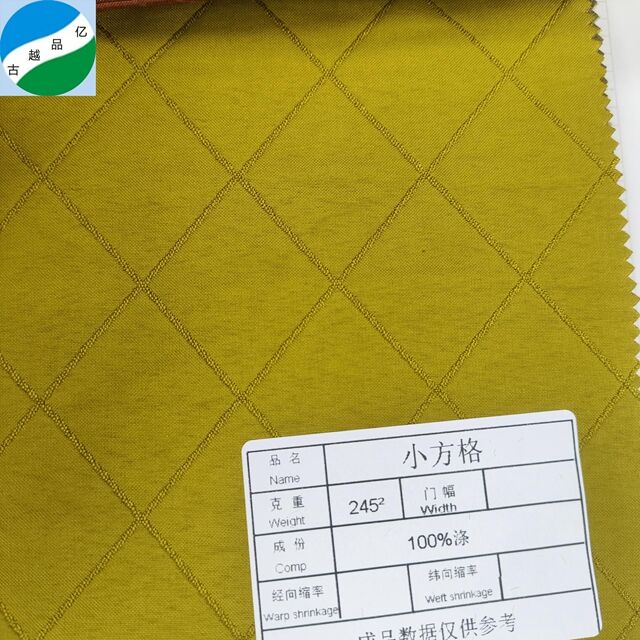 古越品亿
品名 小方格
Name
克重 245² 门幅
Weight Width
成份 100%涤
Comp
经向缩率 纬向缩率
Warp shrinkage Weft shrinkage
成品数据仅供参考